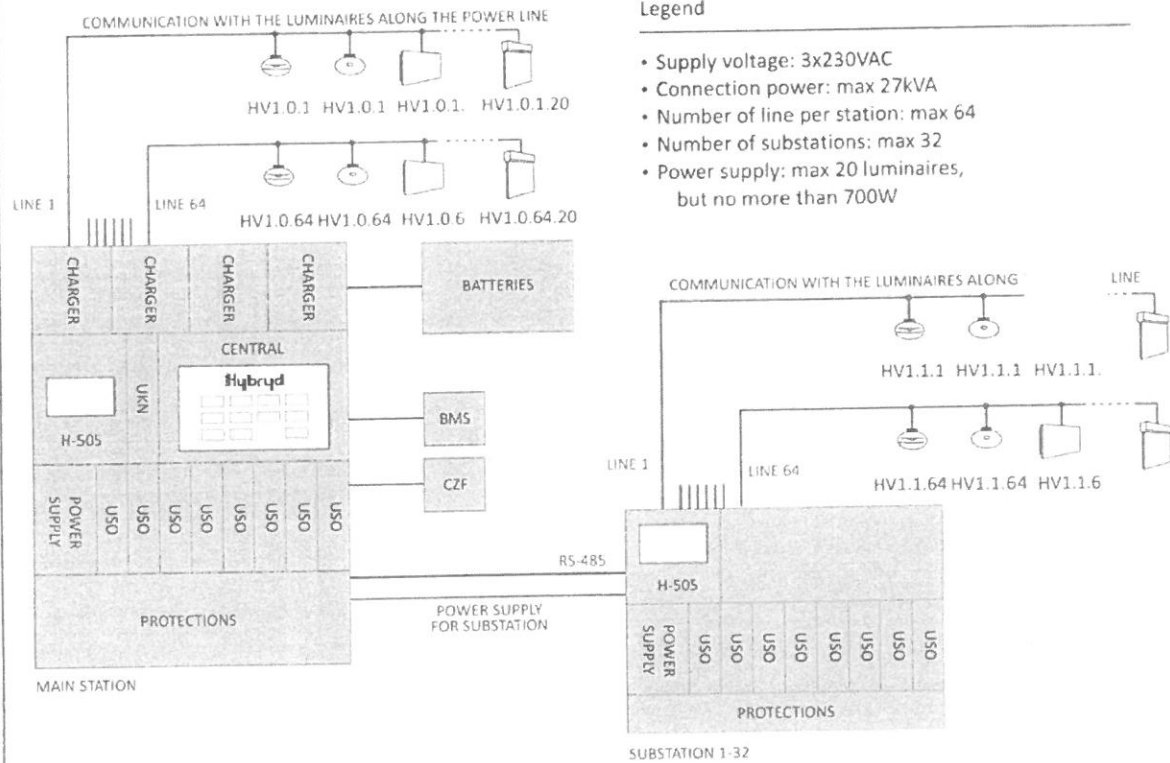 COMMUNICATION WITH THE LUMINAIRES ALONG THE POWER LINE
HV1.0.1 HV1.0.1 HV1.0.1. HV1.0.1.20
HV1.0.64 HV1.0.64 HV1.0.6 HV1.0.64.20
LINE 1
LINE 64
CHARGER
CHARGER
CHARGER
CHARGER
BATTERIES
CENTRAL
Hybryd
UKN
H-505
BMS
CZF
POWER
SUPPLY
USO
USO
USO
USO
USO
USO
USO
USO
PROTECTIONS
MAIN STATION
RS-485
POWER SUPPLY
FOR SUBSTATION
Legend
• Supply voltage: 3x230VAC
• Connection power: max 27kVA
• Number of line per station: max 64
• Number of substations: max 32
• Power supply: max 20 luminaires,
but no more than 700W
COMMUNICATION WITH THE LUMINAIRES ALONG LINE
HV1.1.1 HV1.1.1 HV1.1.1.
HV1.1.64 HV1.1.64 HV1.1.6
LINE 1
LINE 64
H-505
POWER
SUPPLY
USO
USO
USO
USO
USO
USO
USO
USO
PROTECTIONS
SUBSTATION 1-32